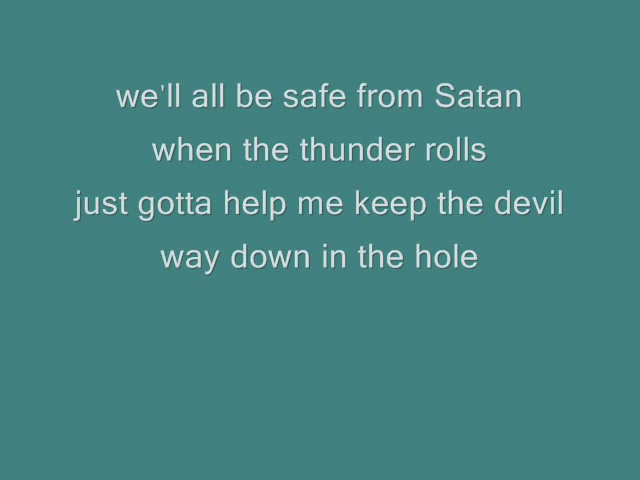 we'll all be safe from Satan
when the thunder rolls
just gotta help me keep the devil
way down in the hole